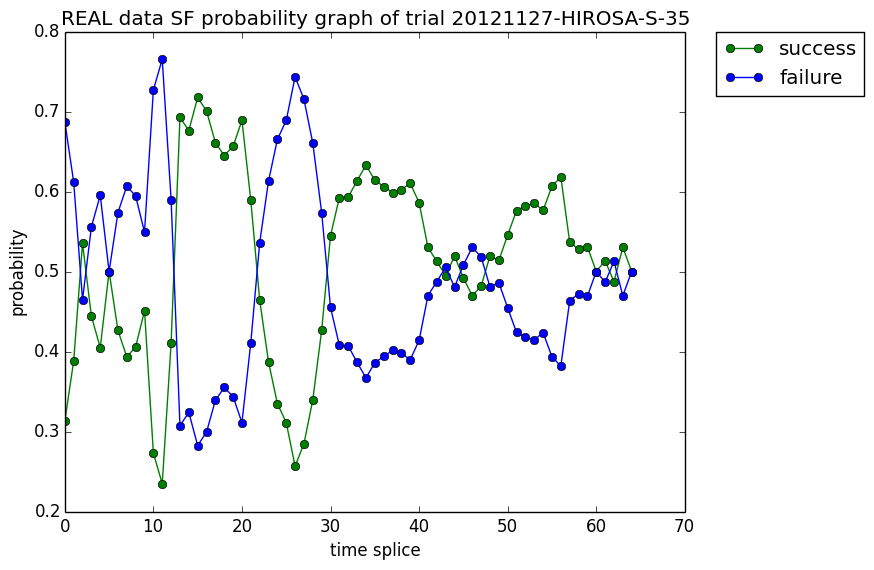 REAL data SF probability graph of trial 20121127-HIROSA-S-35
success
failure
0.8
0.7
0.6
0.5
0.4
0.3
0.2
probability
0 10 20 30 40 50 60 70
time splice